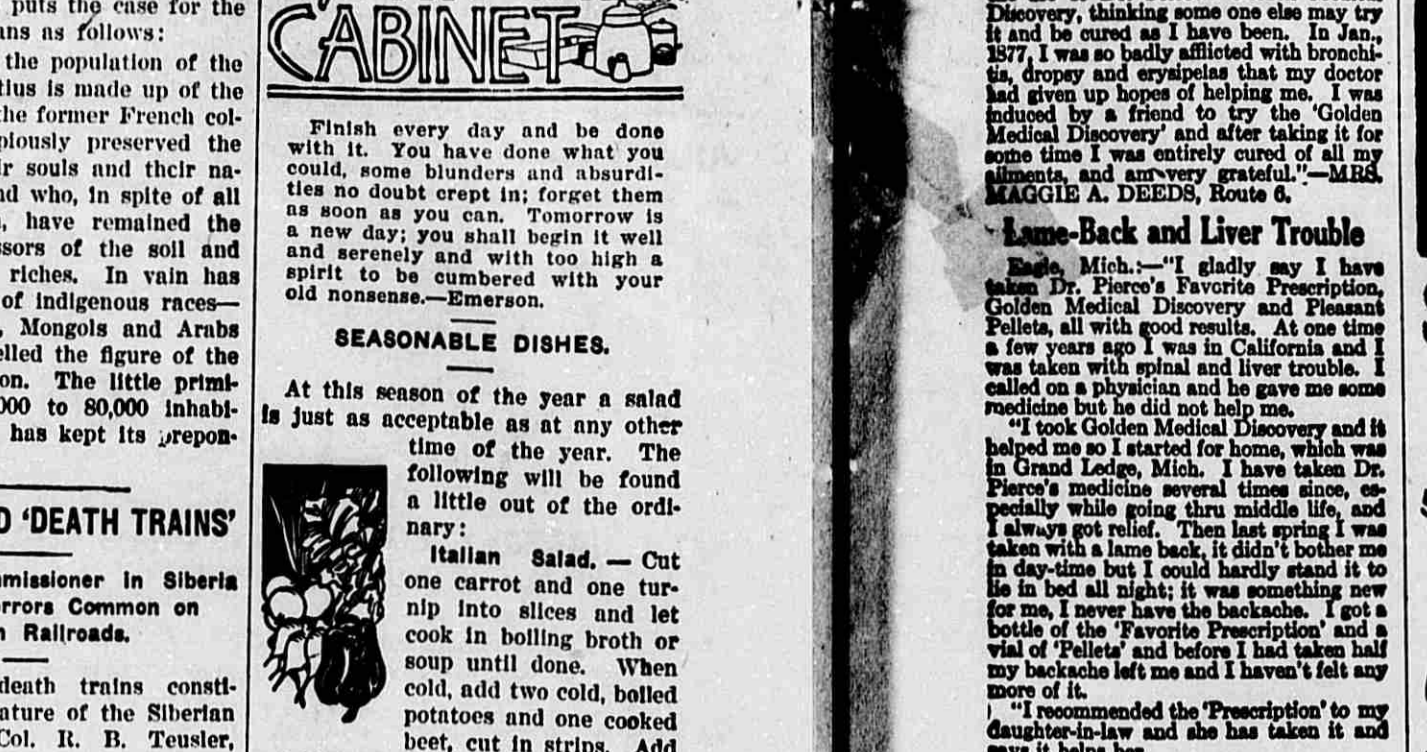 puts the case for the
ans as follows:
the population of the
tius is made up of the
the former French col-
piously preserved the
ir souls and their na-
nd who, in spite of all
, have remained the
ssors of the soil and
riches. In vain has
of indigenous races—
, Mongols and Arabs
elled the figure of the
on. The little primi-
000 to 80,000 inhabi-
has kept its prepon-
D 'DEATH TRAINS'
mmissioner in Siberia
rrors Common on
n Railroads.
death trains consti-
ature of the Siberian
Col. R. B. Teusler,
CABINET
Finish every day and be done
with it. You have done what you
could, some blunders and absurdi-
ties no doubt crept in; forget them
as soon as you can. Tomorrow is
a new day; you shall begin it well
and serenely and with too high a
spirit to be cumbered with your
old nonsense.—Emerson.
SEASONABLE DISHES.
At this season of the year a salad
is just as acceptable as at any other
time of the year. The
following will be found
a little out of the ordi-
nary:
Italian Salad. — Cut
one carrot and one tur-
nip into slices and let
cook in boiling broth or
soup until done. When
cold, add two cold, boiled
potatoes and one cooked
beet, cut in strips. Add
Discovery, thinking some one else may try
it and be cured as I have been. In Jan.,
1877, I was so badly afflicted with bronchi-
tis, dropsy and erysipelas that my doctor
had given up hopes of helping me. I was
induced by a friend to try the 'Golden
Medical Discovery' and after taking it for
some time I was entirely cured of all my
ailments, and am very grateful."—MRS.
MAGGIE A. DEEDS, Route 6.
Lame-Back and Liver Trouble
Eagle, Mich.:—"I gladly say I have
taken Dr. Pierce's Favorite Prescription,
Golden Medical Discovery and Pleasant
Pellets, all with good results. At one time
a few years ago I was in California and I
was taken with spinal and liver trouble. I
called on a physician and he gave me some
medicine but he did not help me.
"I took Golden Medical Discovery and it
helped me so I started for home, which was
in Grand Ledge, Mich. I have taken Dr.
Pierce's medicine several times since, es-
pecially while going thru middle life, and
I always got relief. Then last spring I was
taken with a lame back, it didn't bother me
in day-time but I could hardly stand it to
lie in bed all night; it was something new
for me, I never have the backache. I got a
bottle of the 'Favorite Prescription' and a
vial of 'Pellets' and before I had taken half
my backache left me and I haven't felt any
more of it.
"I recommended the 'Prescription' to my
daughter-in-law and she has taken it and
says it helps her